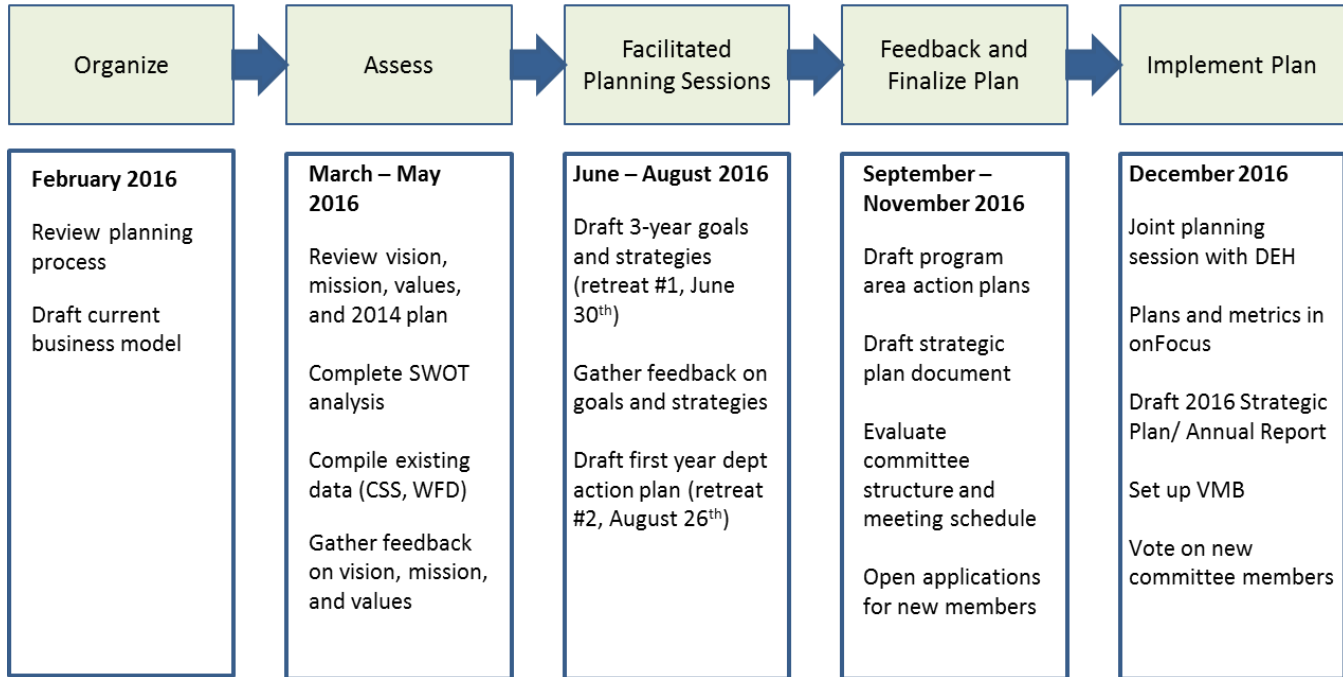 Organize
Assess
Facilitated
Planning Sessions
Feedback and
Finalize Plan
Implement Plan
February 2016
Review planning
process
Draft current
business model
March – May
2016
Review vision,
mission, values,
and 2014 plan
Complete SWOT
analysis
Compile existing
data (CSS, WFD)
Gather feedback
on vision, mission,
and values
June – August 2016
Draft 3-year goals
and strategies
(retreat #1, June
30th)
Gather feedback on
goals and strategies
Draft first year dept
action plan (retreat
#2, August 26th)
September –
November 2016
Draft program
area action plans
Draft strategic
plan document
Evaluate
committee
structure and
meeting schedule
Open applications
for new members
December 2016
Joint planning
session with DEH
Plans and metrics in
onFocus
Draft 2016 Strategic
Plan/ Annual Report
Set up VMB
Vote on new
committee members